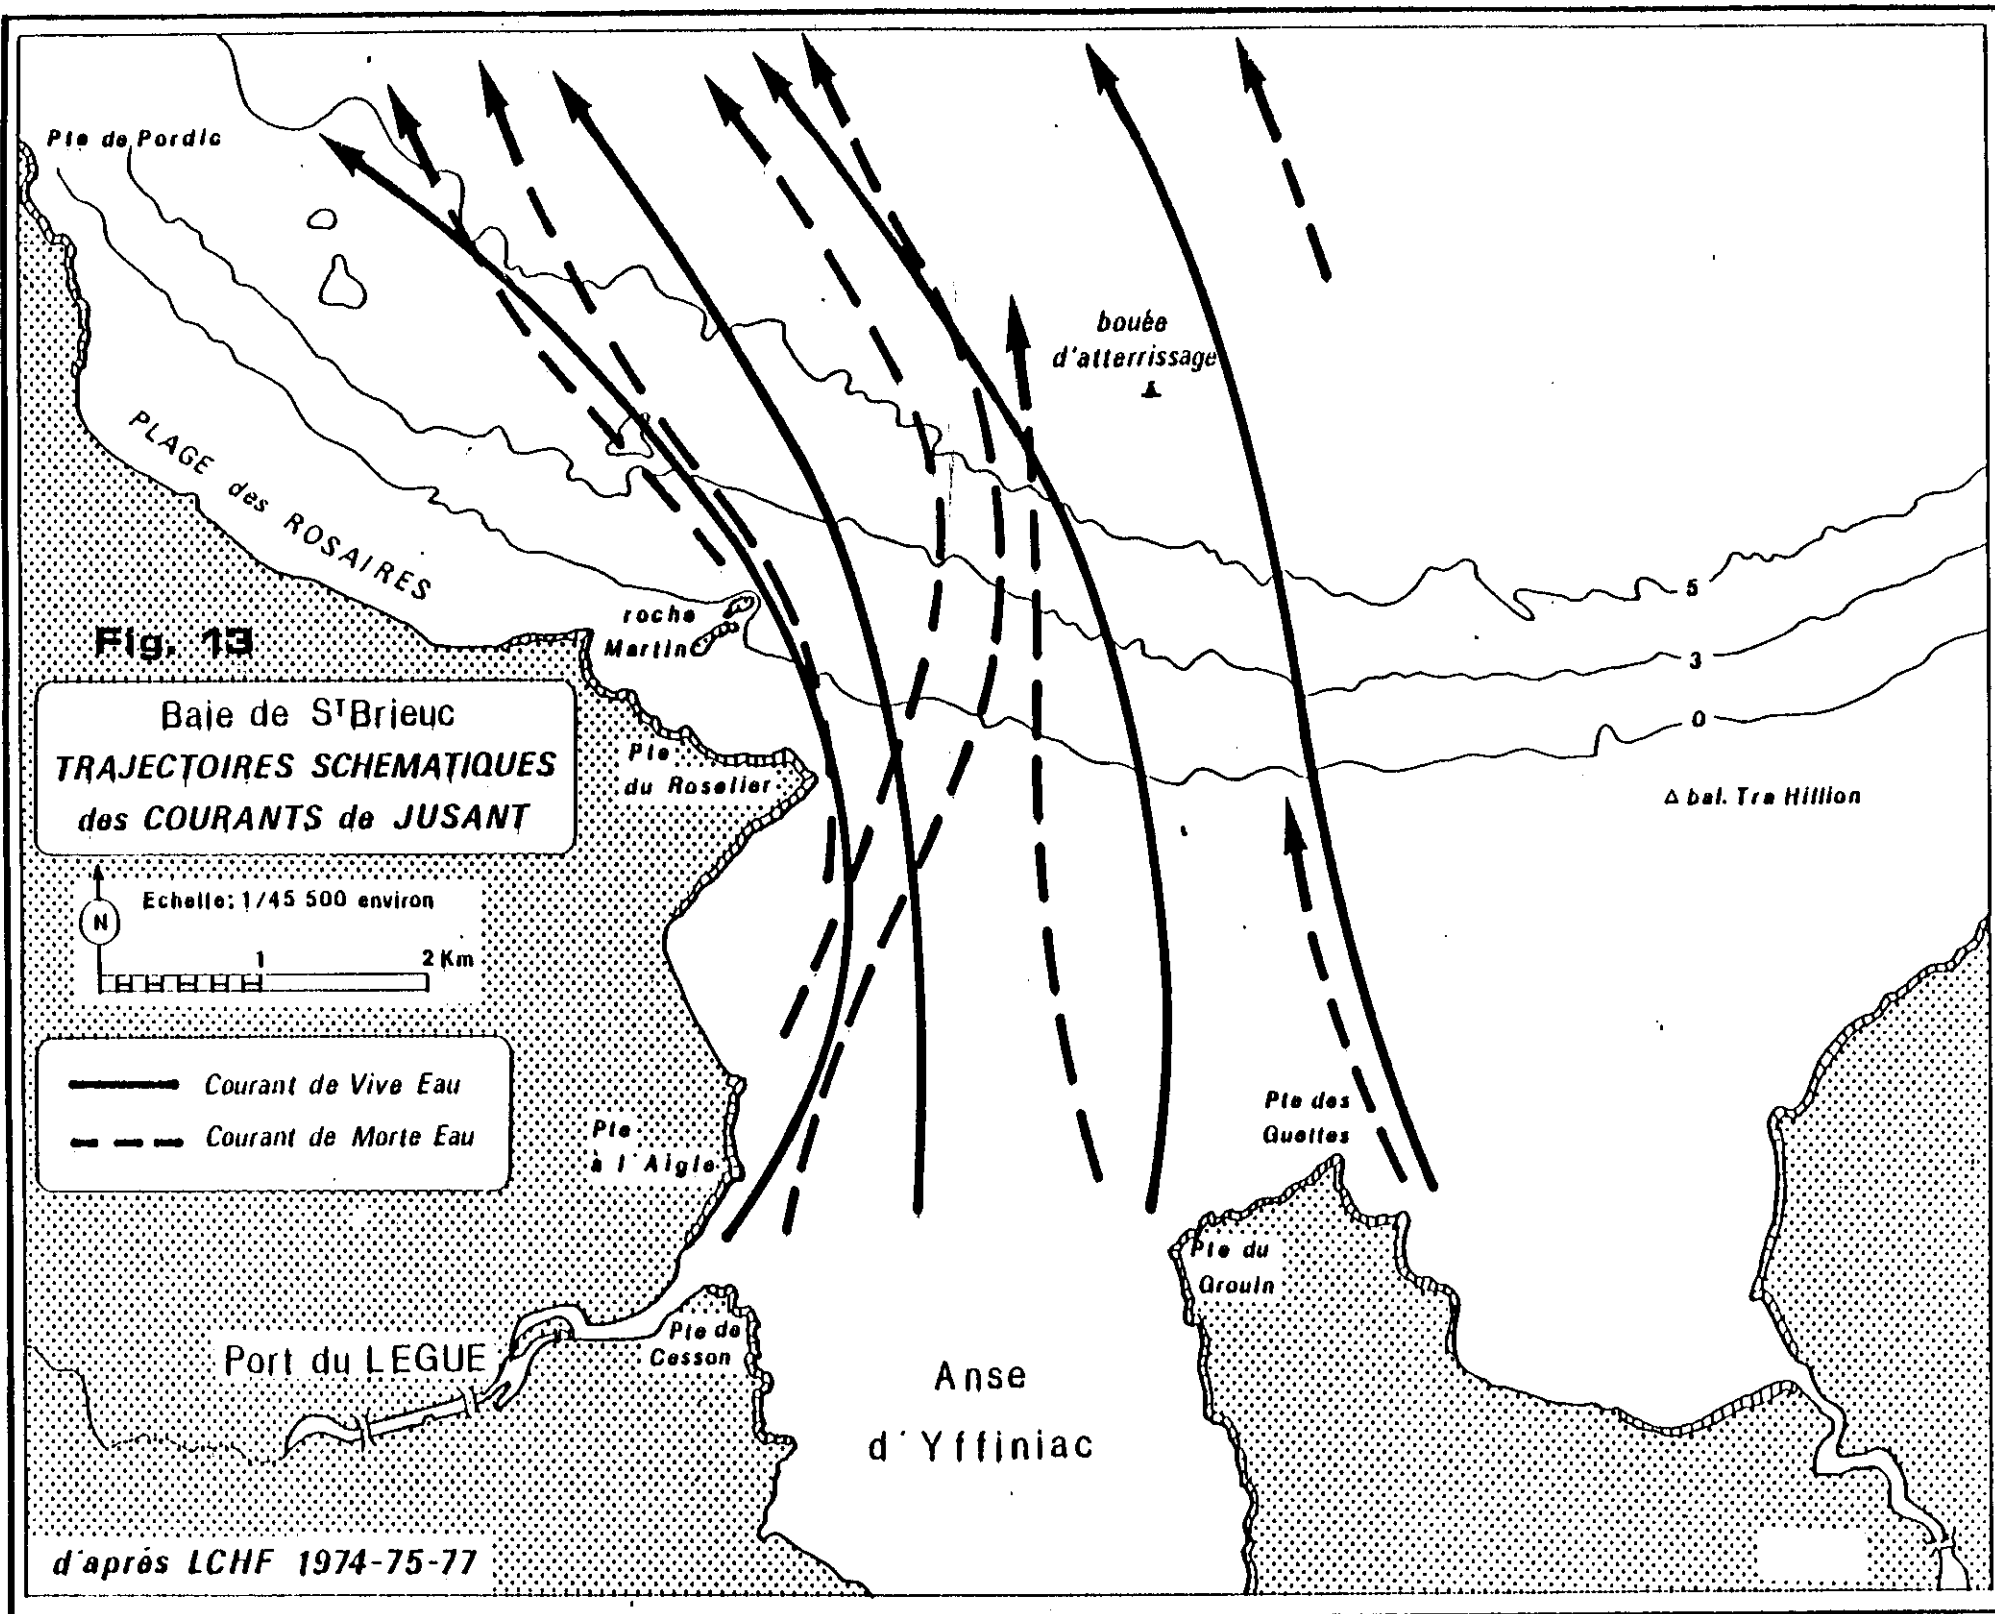 Pte de Pordic
PLAGE des ROSAIRES
bouée
d'atterrissage
roche
Martin
5
3
0
Fig. 13
Baie de STBrieuc
TRAJECTOIRES SCHEMATIQUES
des COURANTS de JUSANT
Pte
du Roselier
∆ bal. Tra Hillion
Echelle: 1/45 500 environ
N
1
2 Km
Courant de Vive Eau
Courant de Morte Eau
Pte
à l'Aigle
Pte des
Guettes
Pte du
Grouin
Port du LEGUE
Pte de
Cesson
Anse
d'Yffiniac
d'après LCHF 1974-75-77